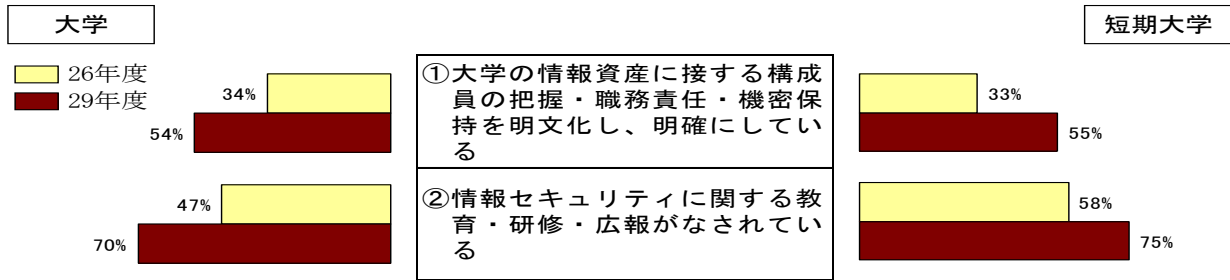 大学
短期大学
26年度
29年度
34%
54%
①大学の情報資産に接する構成
員の把握・職務責任・機密保
持を明文化し、明確にしてい
る
33%
55%
47%
70%
②情報セキュリティに関する教
育・研修・広報がなされてい
る
58%
75%